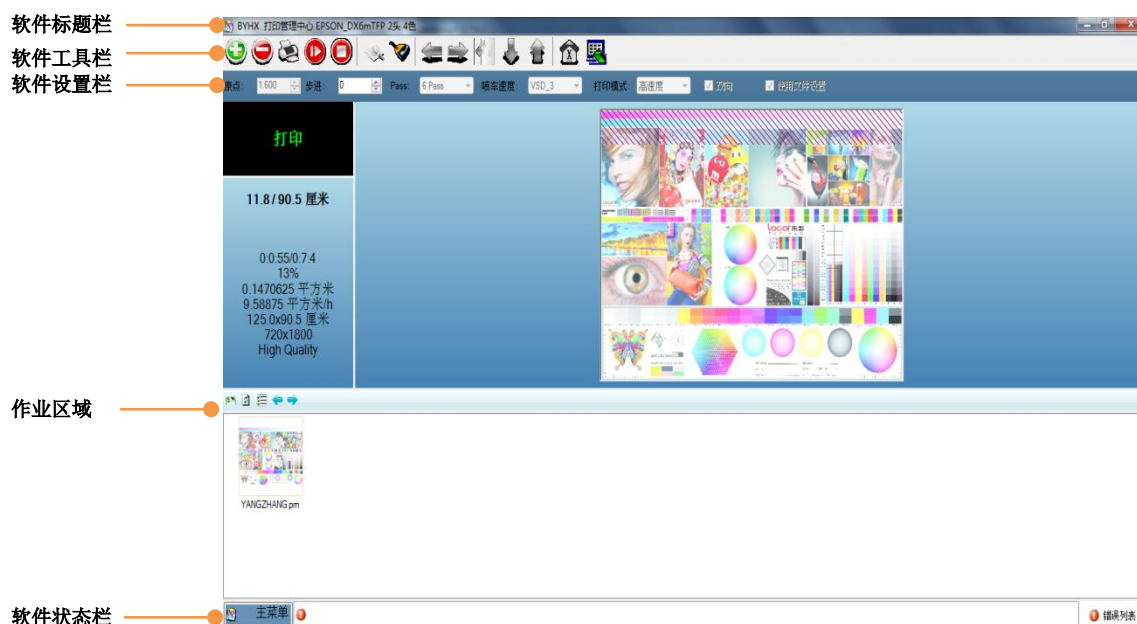 软件标题栏
BYHX 打印管理中心 EPSON_DX6mTFP 2头 4色
软件工具栏
软件设置栏
原点: 1.600 步进: 0 Pass: 6 Pass 喷车速度: VSD_3 打印模式: 高速度 双向 使用文件设置
打印
11.8 / 90.5 厘米
0:0:55/0:7:4
13%
0.1470625 平方米
9.58875 平方米/h
125.0x90.5 厘米
720x1800
High Quality
Locor
作业区域
YANGZHANG.prn
软件状态栏
主菜单
错误列表